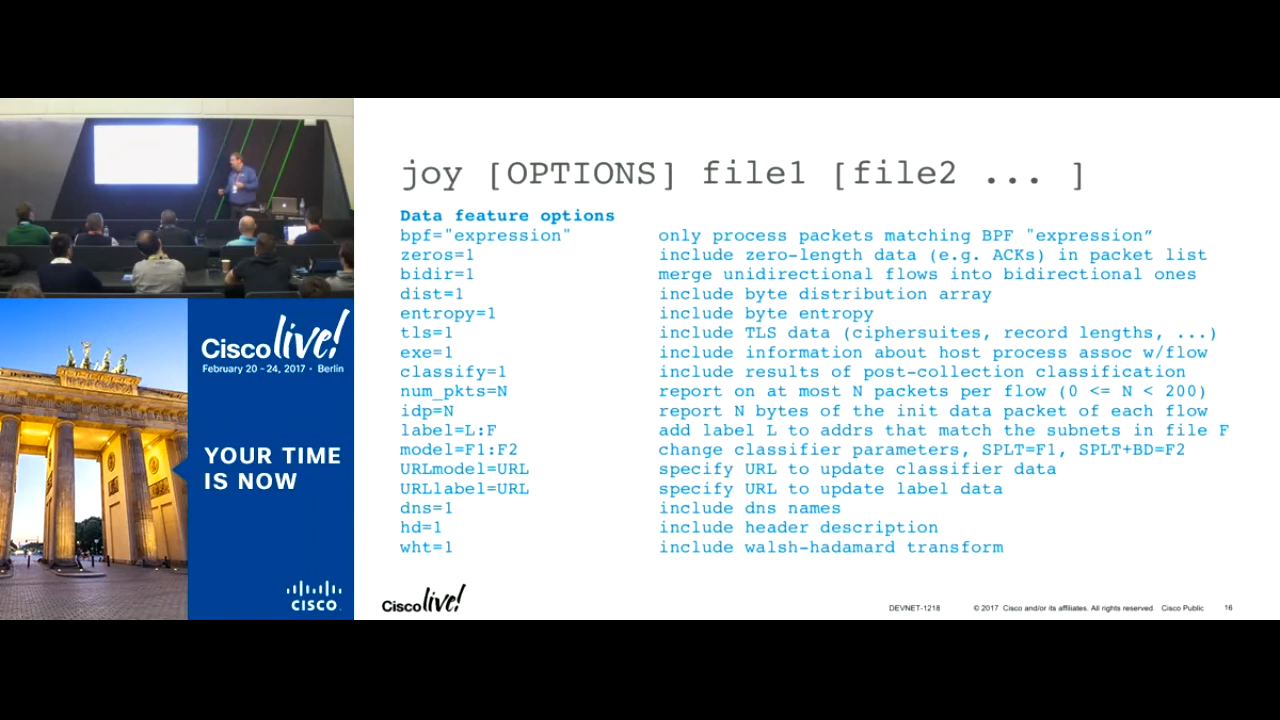 joy [OPTIONS] file1 [file2 ... ]
Data feature options
bpf="expression" only process packets matching BPF "expression”
zeros=1 include zero-length data (e.g. ACKs) in packet list
bidir=1 merge unidirectional flows into bidirectional ones
dist=1 include byte distribution array
entropy=1 include byte entropy
tls=1 include TLS data (ciphersuites, record lengths, ...)
exe=1 include information about host process assoc w/flow
classify=1 include results of post-collection classification
num_pkts=N report on at most N packets per flow (0 <= N < 200)
idp=N report N bytes of the init data packet of each flow
label=L:F add label L to addrs that match the subnets in file F
model=F1:F2 change classifier parameters, SPLT=F1, SPLT+BD=F2
URLmodel=URL specify URL to update classifier data
URLlabel=URL specify URL to update label data
dns=1 include dns names
hd=1 include header description
wht=1 include walsh-hadamard transform
Cisco live!
February 20 - 24, 2017 • Berlin
YOUR TIME
IS NOW
CISCO
Cisco live!
DEVNET-1218 © 2017 Cisco and/or its affiliates. All rights reserved. Cisco Public 16